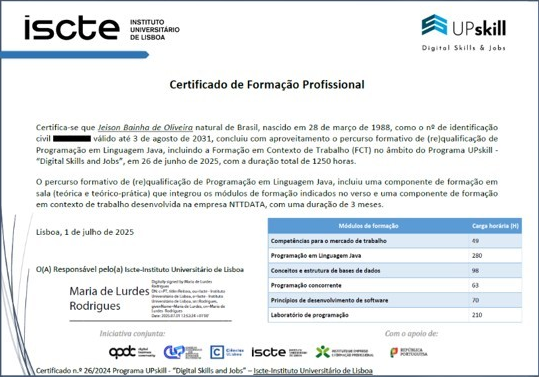 iscte INSTITUTO
UNIVERSITÁRIO
DE LISBOA
UPskill
Digital Skills & Jobs
Certificado de Formação Profissional
Certifica-se que Jeison Bainha de Oliveira natural de Brasil, nascido em 28 de março de 1988, como o nº de identificação
civil válido até 3 de agosto de 2031, concluiu com aproveitamento o percurso formativo de (re)qualificação de
Programação em Linguagem Java, incluindo a Formação em Contexto de Trabalho (FCT) no âmbito do Programa UPskill -
“Digital Skills and Jobs”, em 26 de junho de 2025, com a duração total de 1250 horas.
O percurso formativo de (re)qualificação de Programação em Linguagem Java, incluiu uma componente de formação em
sala (teórica e teórico-prática) que integrou os módulos de formação indicados no verso e uma componente de formação
em contexto de trabalho desenvolvida na empresa NTTDATA, com uma duração de 3 meses.
Lisboa, 1 de julho de 2025
Módulos de formação Carga horária (H)
Competências para o mercado de trabalho 49
Programação em Linguagem Java 280
Conceitos e estrutura de bases de dados 98
Programação concorrente 63
Princípios de desenvolvimento de software 70
Laboratório de programação 210
O(A) Responsável pelo(a) Iscte-Instituto Universitário de Lisboa
Maria de Lurdes
Rodrigues
Digitally signed by Maria de Lurdes
Rodrigues
Iniciativa conjunta:
Com o apoio de:
apdc
iscte
REPÚBLICA
PORTUGUESA
Certificado n.º 26/2024 Programa UPskill - “Digital Skills and Jobs” – Iscte-Instituto Universitário de Lisboa